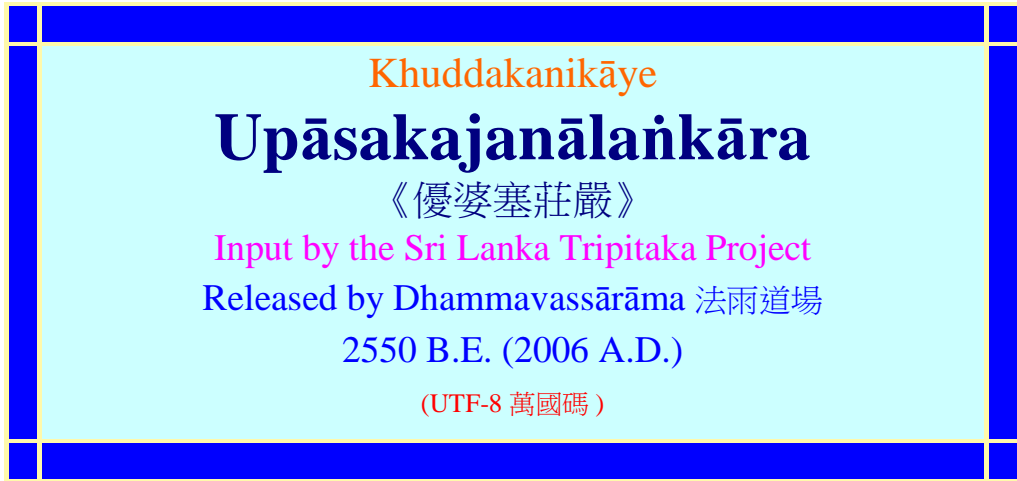 Khuddakanikāye
Upāsakajanālaṅkāra
《優婆塞莊嚴》
Input by the Sri Lanka Tripitaka Project
Released by Dhammavassārāma 法雨道場
2550 B.E. (2006 A.D.)
(UTF-8 萬國碼 )